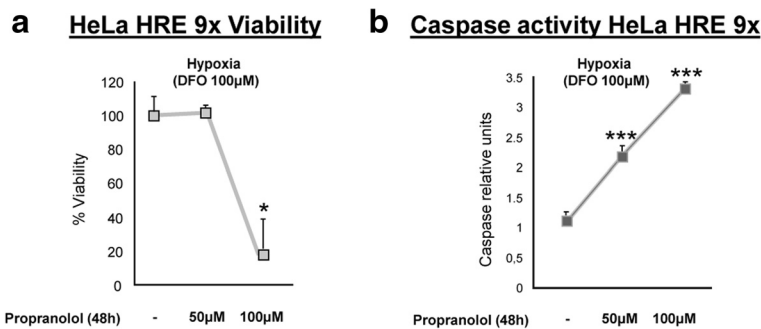 a HeLa HRE 9x Viability
Hypoxia
(DFO 100µM)
120
100
80
60
40
20
0
% Viability
*
Propranolol (48h) - 50µM 100µM
b Caspase activity HeLa HRE 9x
Hypoxia
(DFO 100µM)
3.5
3
2.5
2
1.5
1
0,5
0
Caspase relative units
***
***
Propranolol (48h) - 50µM 100µM